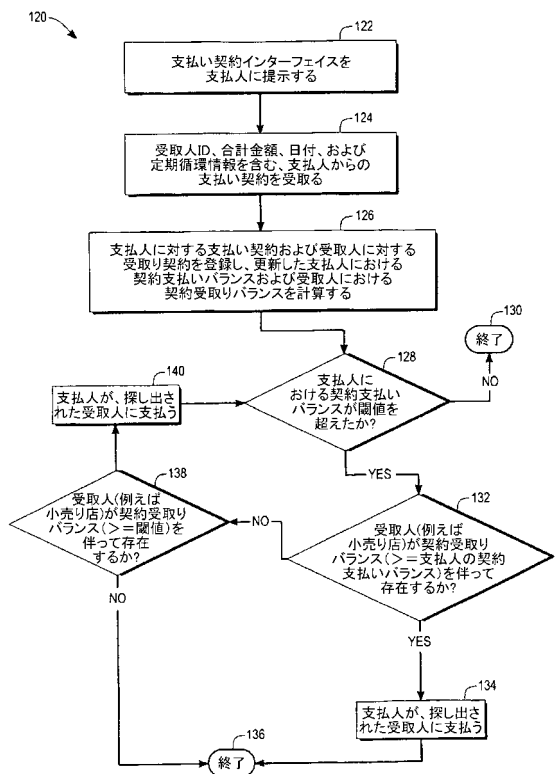 120
122
支払い契約インターフェイスを
支払人に提示する
124
受取人ID、合計金額、日付、および
定期循環情報を含む、支払人からの
支払い契約を受取る
126
支払人に対する支払い契約および受取人に対する
受取り契約を登録し、更新した支払人における
契約支払いバランスおよび受取人における
契約受取りバランスを計算する
130
終了
128
支払人に
おける契約支払い
バランスが閾値を
超えたか?
NO
YES
140
支払人が、探し出さ
れた受取人に支払う
138
受取人(例えば
小売り店)が契約受取り
バランス(>=閾値)を
伴って存在
するか?
NO
NO
132
受取人(例えば
小売り店)が契約受取り
バランス(>=支払人の契約
支払いバランス)を伴って
存在するか?
YES
134
支払人が、探し出さ
れた受取人に支払う
136
終了